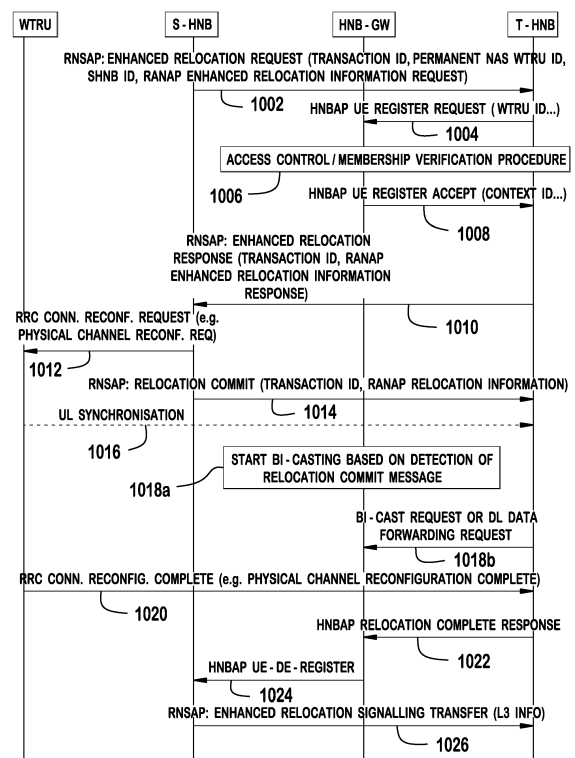 WTRU
S - HNB
HNB - GW
T - HNB
RNSAP: ENHANCED RELOCATION REQUEST (TRANSACTION ID, PERMANENT NAS WTRU ID,
SHNB ID, RANAP ENHANCED RELOCATION INFORMATION REQUEST)
1002
HNBAP UE REGISTER REQUEST (WTRU ID...)
1004
ACCESS CONTROL / MEMBERSHIP VERIFICATION PROCEDURE
1006
HNBAP UE REGISTER ACCEPT (CONTEXT ID...)
1008
RNSAP: ENHANCED RELOCATION
RESPONSE (TRANSACTION ID, RANAP
ENHANCED RELOCATION INFORMATION
RESPONSE)
1010
RRC CONN. RECONF. REQUEST (e.g.
PHYSICAL CHANNEL RECONF. REQ)
1012
RNSAP: RELOCATION COMMIT (TRANSACTION ID, RANAP RELOCATION INFORMATION)
1014
UL SYNCHRONISATION
1016
START BI - CASTING BASED ON DETECTION OF
RELOCATION COMMIT MESSAGE
1018a
BI - CAST REQUEST OR DL DATA
FORWARDING REQUEST
1018b
RRC CONN. RECONFIG. COMPLETE (e.g. PHYSICAL CHANNEL RECONFIGURATION COMPLETE)
1020
HNBAP RELOCATION COMPLETE RESPONSE
1022
HNBAP UE - DE - REGISTER
1024
RNSAP: ENHANCED RELOCATION SIGNALLING TRANSFER (L3 INFO)
1026